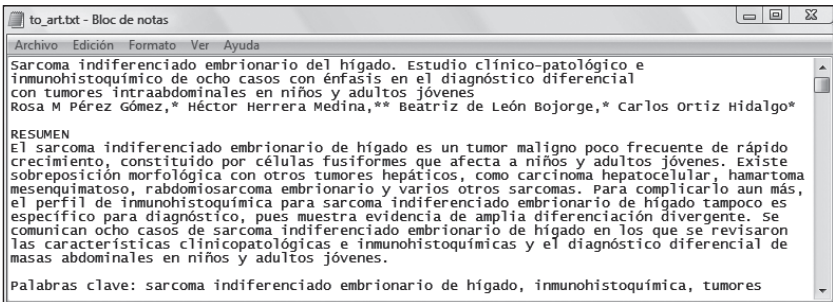 to_art.txt - Bloc de notas
Archivo Edición Formato Ver Ayuda
Sarcoma indiferenciado embrionario del hígado. Estudio clínico-patológico e
inmunohistoquímico de ocho casos con énfasis en el diagnóstico diferencial
con tumores intraabdominales en niños y adultos jóvenes
Rosa M Pérez Gómez,* Héctor Herrera Medina,** Beatriz de León Bojorge,* Carlos Ortiz Hidalgo*
RESUMEN
El sarcoma indiferenciado embrionario de hígado es un tumor maligno poco frecuente de rápido
crecimiento, constituido por células fusiformes que afecta a niños y adultos jóvenes. Existe
sobreposición morfológica con otros tumores hepáticos, como carcinoma hepatocelular, hamartoma
mesenquimatoso, rabdomiosarcoma embrionario y varios otros sarcomas. Para complicarlo aun más,
el perfil de inmunohistoquímica para sarcoma indiferenciado embrionario de hígado tampoco es
específico para diagnóstico, pues muestra evidencia de amplia diferenciación divergente. Se
comunican ocho casos de sarcoma indiferenciado embrionario de hígado en los que se revisaron
las características clinicopatológicas e inmunohistoquímicas y el diagnóstico diferencial de
masas abdominales en niños y adultos jóvenes.
Palabras clave: sarcoma indiferenciado embrionario de hígado, inmunohistoquímica, tumores